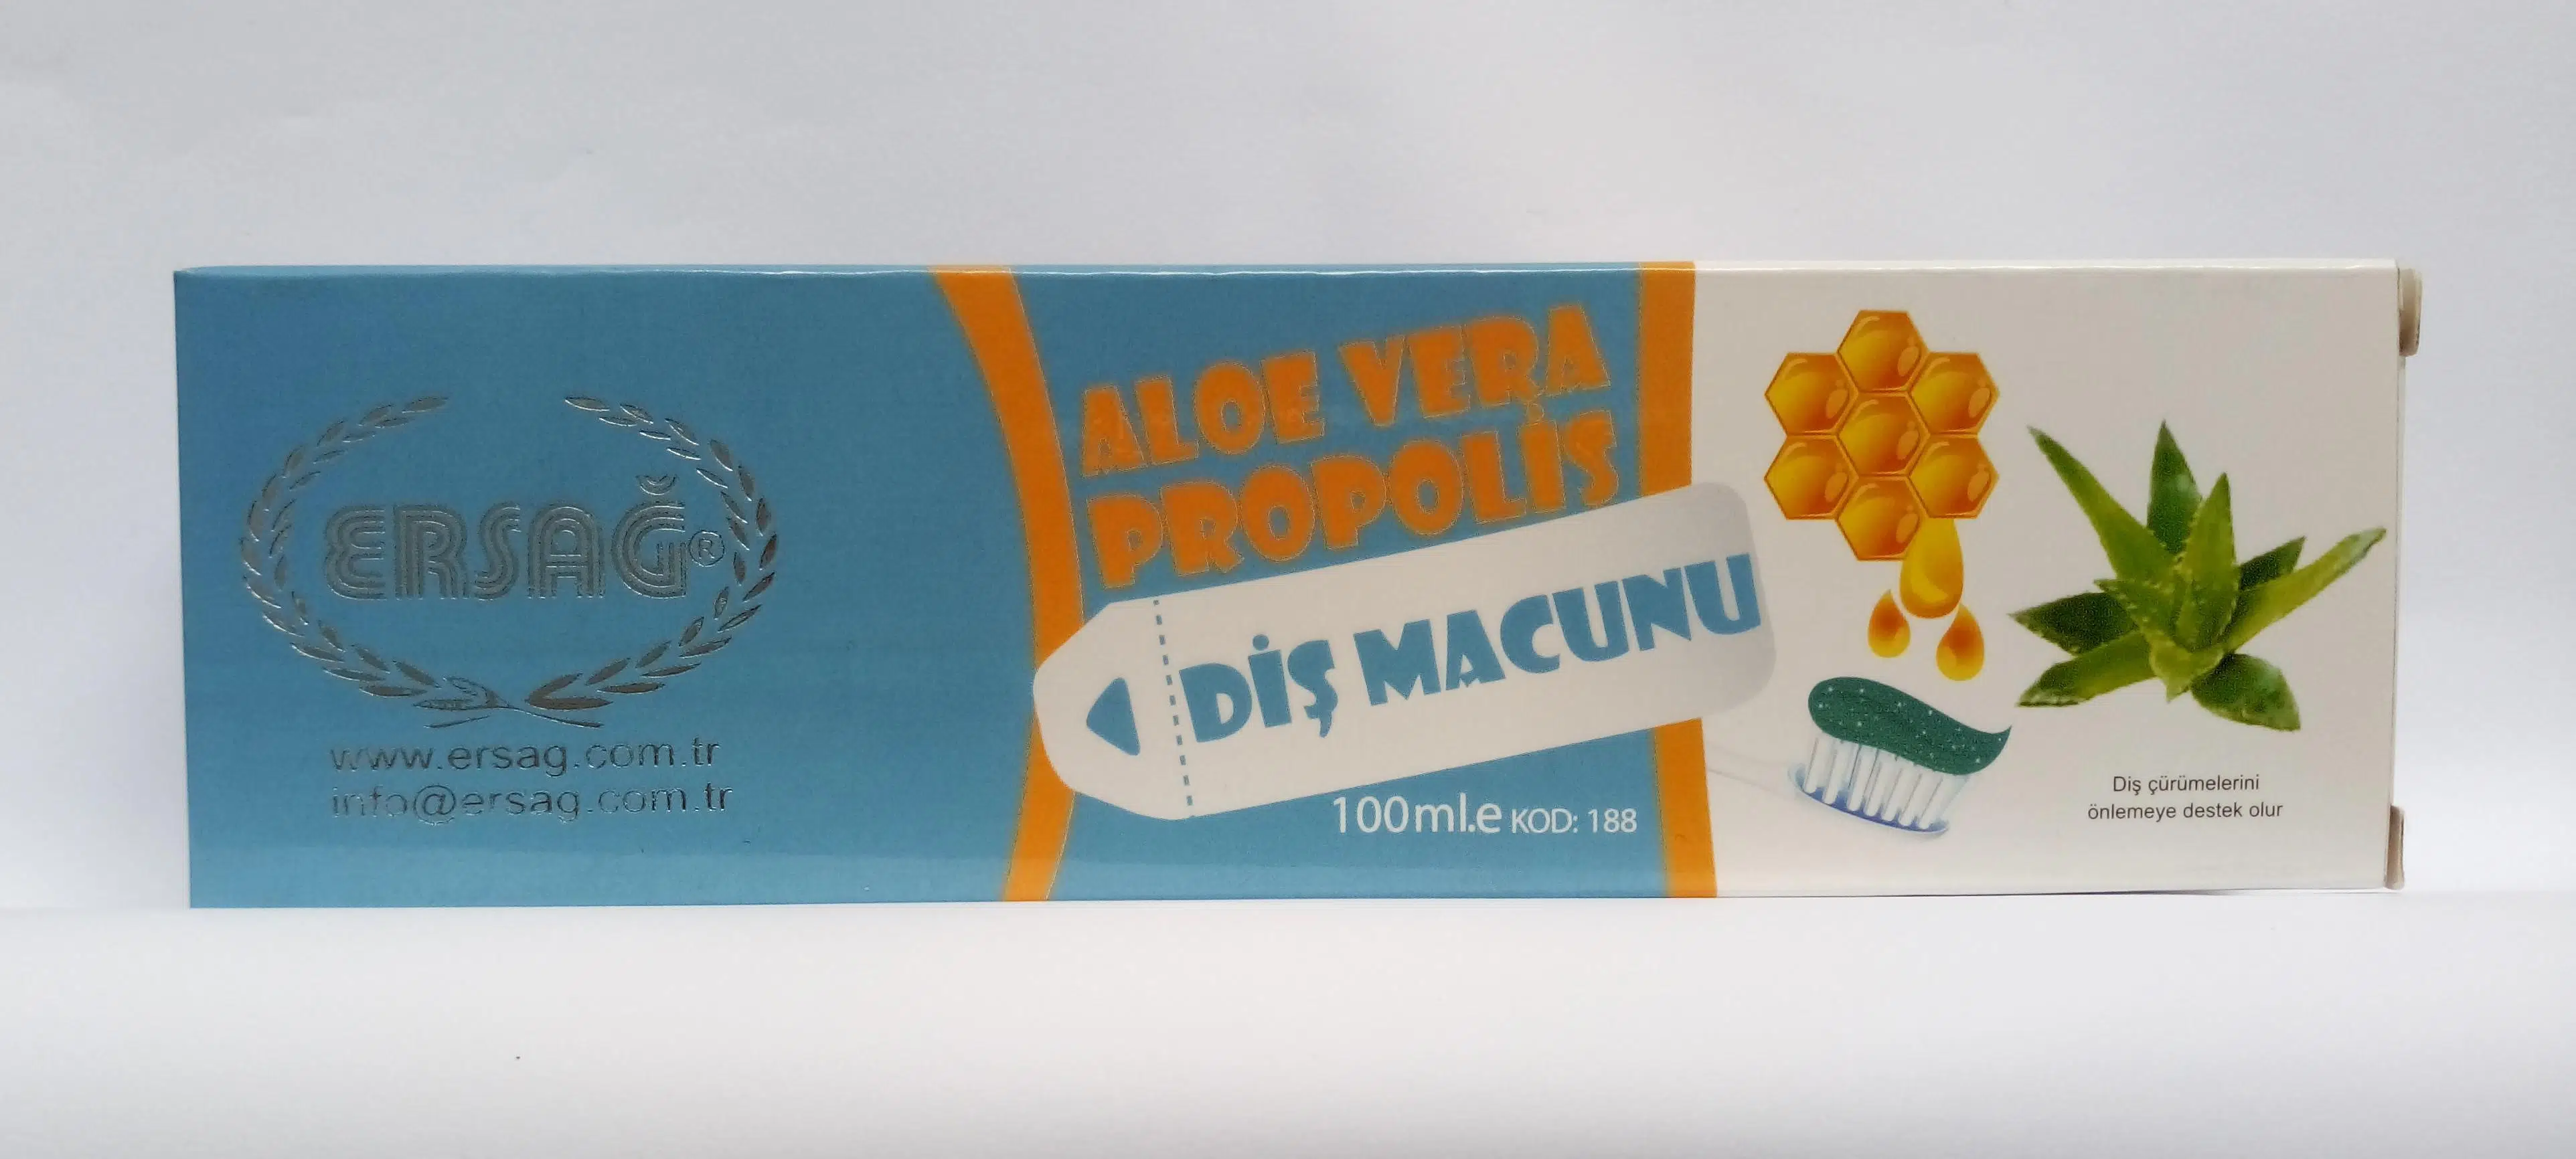 ERSAĞ®
www.ersag.com.tr
info@ersag.com.tr
ALOE VERA
PROPOLİS
DİŞ MACUNU
100ml.e KOD: 188
Diş çürümelerini
önlemeye destek olur